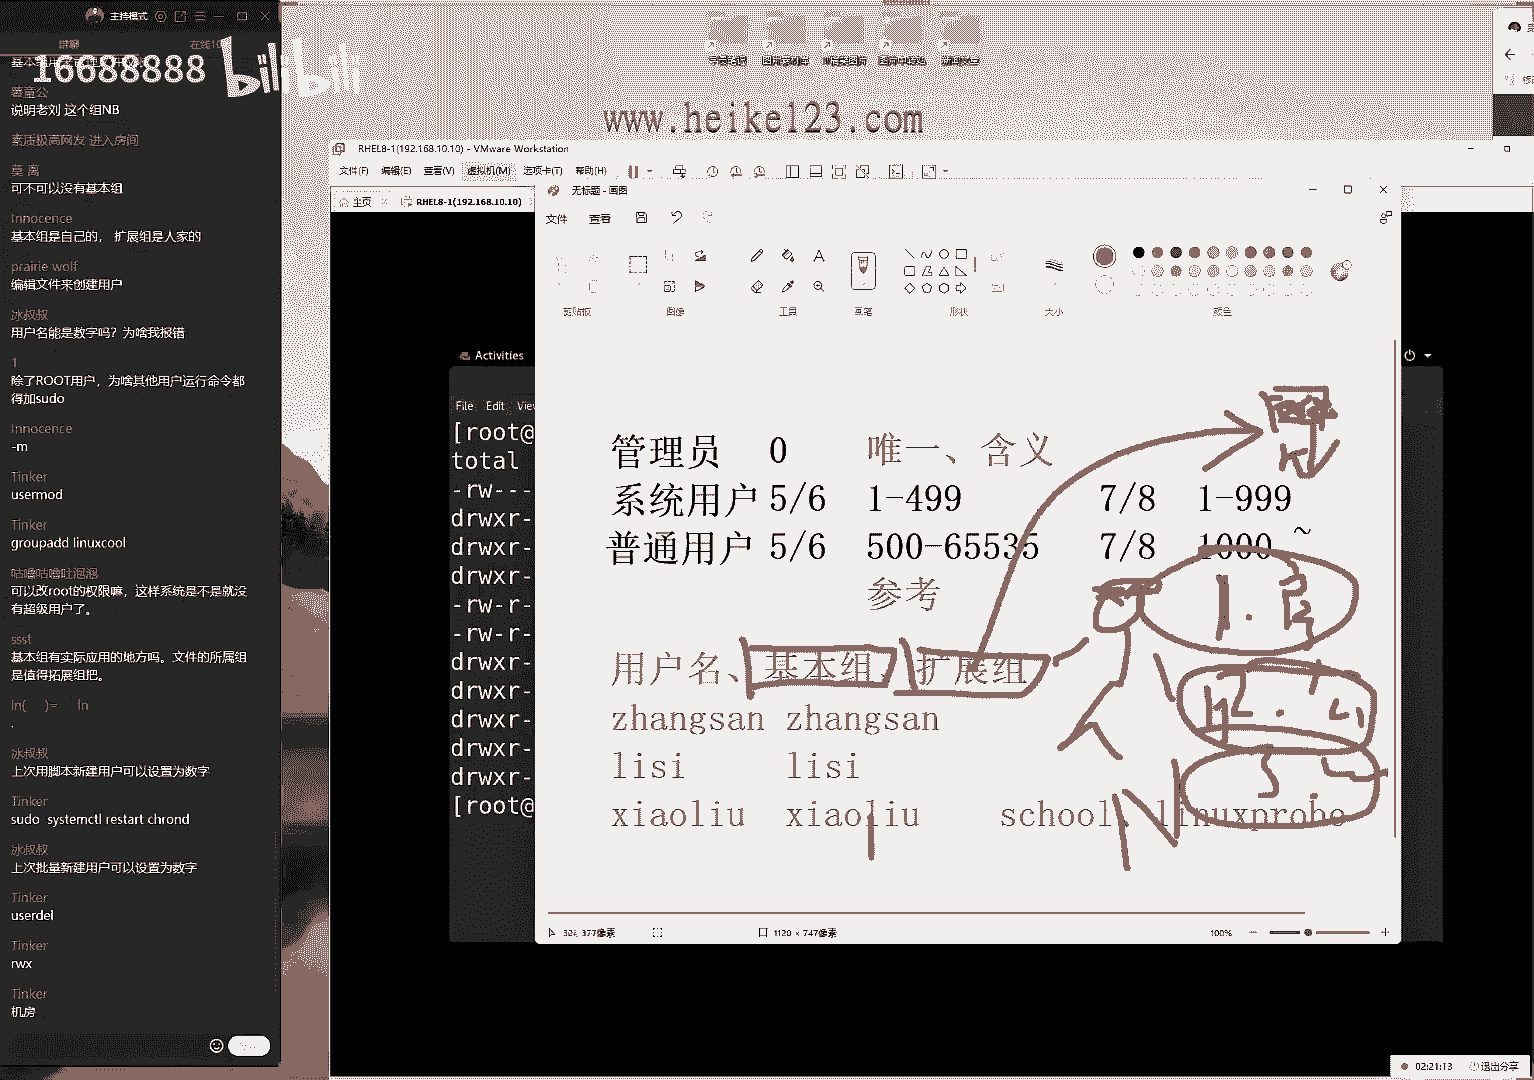 主持模式
群聊
在线10
16688888 bilibili
薯童公
说明老刘 这个组NB
素质极高网友 进入房间
莫 离
可不可以没有基本组
Innocence
基本组是自己的， 扩展组是人家的
prairie wolf
编辑文件来创建用户
冰叔叔
用户名能是数字吗？为啥我报错
1
除了ROOT用户，为啥其他用户运行命令都
得加sudo
Innocence
-m
Tinker
usermod
Tinker
groupadd linuxcool
咕噜咕噜吐泡泡
可以改root的权限嘛，这样系统是不是就没
有超级用户了。
ssst
基本组有实际应用的地方吗。文件的所属组
是值得拓展组把。
ln( )= ln
.
冰叔叔
上次用脚本新建用户可以设置为数字
Tinker
sudo systemctl restart chrond
冰叔叔
上次批量新建用户可以设置为数字
Tinker
userdel
Tinker
rwx
Tinker
机房
www.heike123.com
RHEL8-1(192.168.10.10) - VMware Workstation
文件(F) 编辑(E) 查看(V) 虚拟机(M) 选项卡(T) 帮助(H)
主页 RHEL8-1(192.168.10.10)
无标题 - 画图
文件 查看
剪贴板 图像 工具 画笔 形状 大小 颜色
Activities
File Edit View
[root@
total
-rw---
drwxr-
drwxr-
drwxr-
-rw-r-
-rw-r-
drwxr-
drwxr-
drwxr-
drwxr-
drwxr-
[root@
管理员 0 唯一、含义
系统用户 5/6 1-499 7/8 1-999
普通用户 5/6 500-65535 7/8 1000 ~
参考
用户名、基本组、扩展组
zhangsan zhangsan
lisi lisi
xiaoliu xiaoliu school、linuxprobe
1.
2.
3.
N
324, 377像素
1120 × 747像素
100%
02:21:13 退出分享